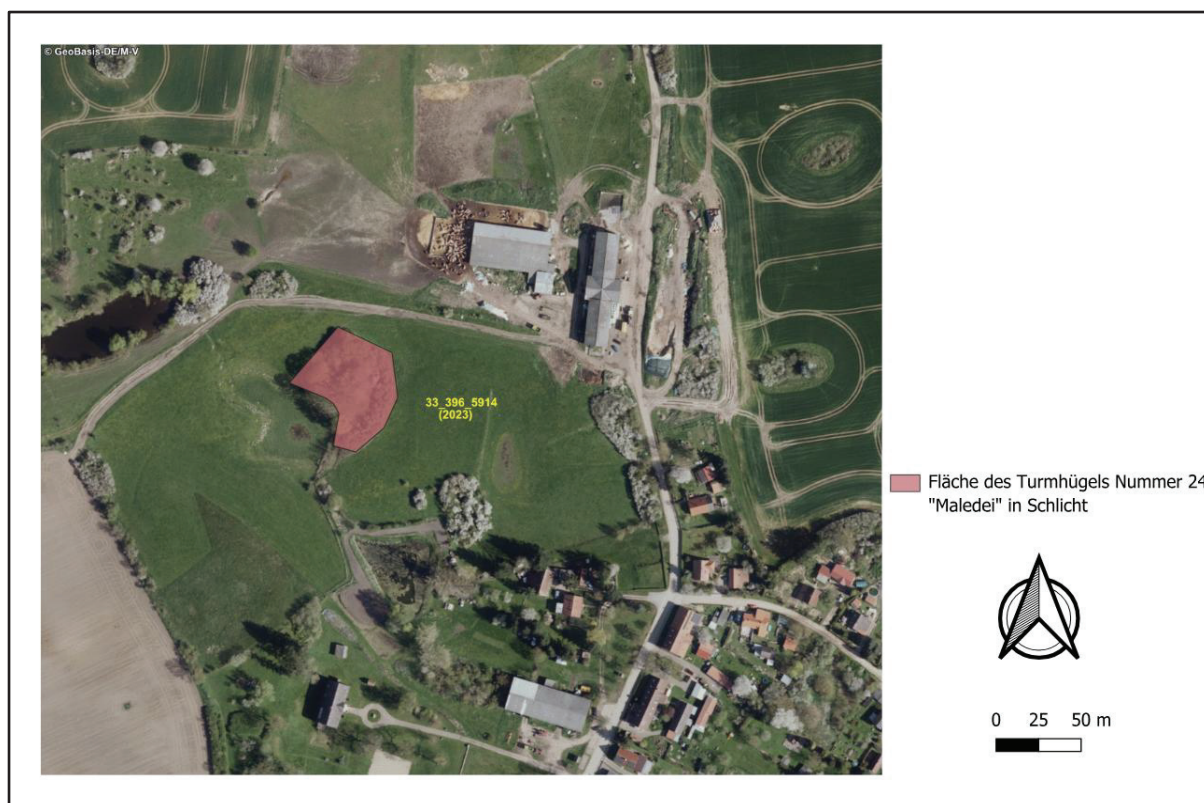 © GeoBasis-DE/M-V
33_396_5914
(2023)
Fläche des Turmhügels Nummer 24
"Maledei" in Schlicht
0 25 50 m